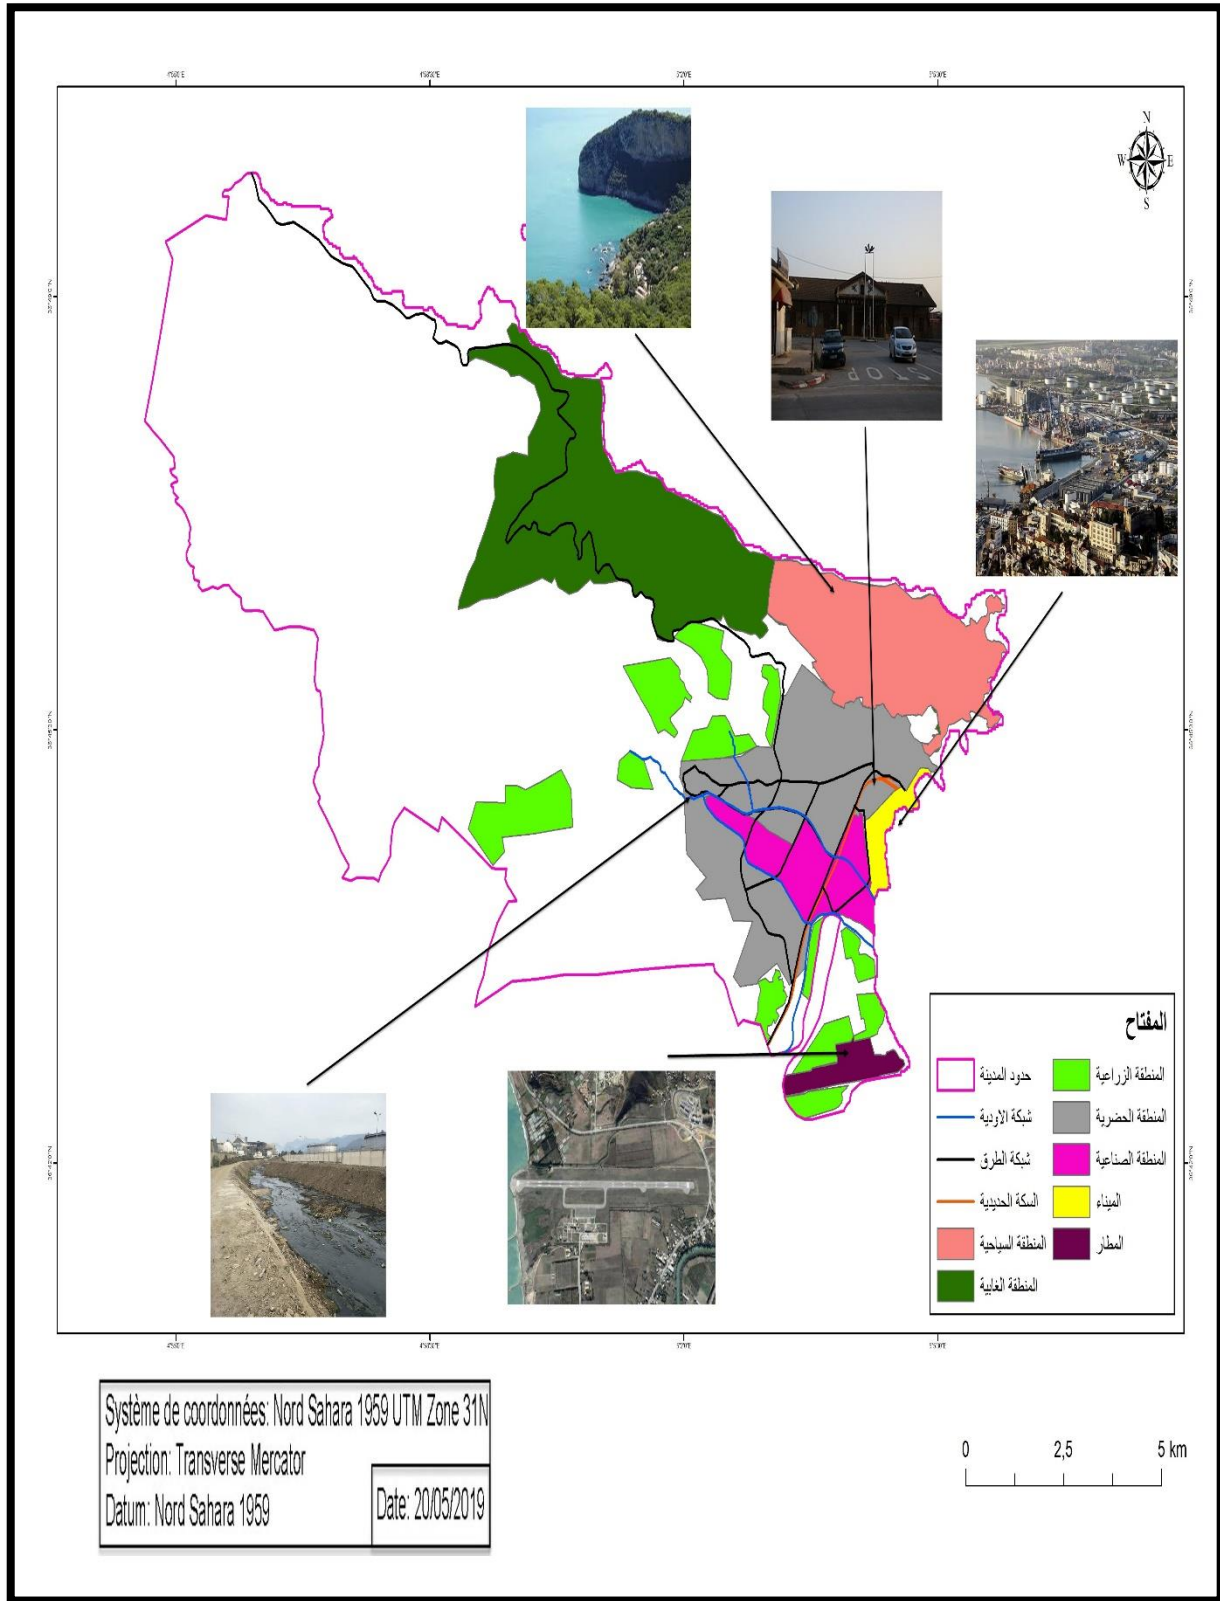 N
W E
S
STOP
المفتاح
المنطقة الزراعية
حدود المدينة
المنطقة الحضرية
شبكة الاودية
المنطقة الصناعية
شبكة الطرق
الميناء
السكة الحديدية
المطار
المنطقة السياحية
المنطقة الغابية
Système de coordonnées: Nord Sahara 1959 UTM Zone 31N
Projection: Transverse Mercator
Datum: Nord Sahara 1959
Date: 20/05/2019
0 2,5 5 km